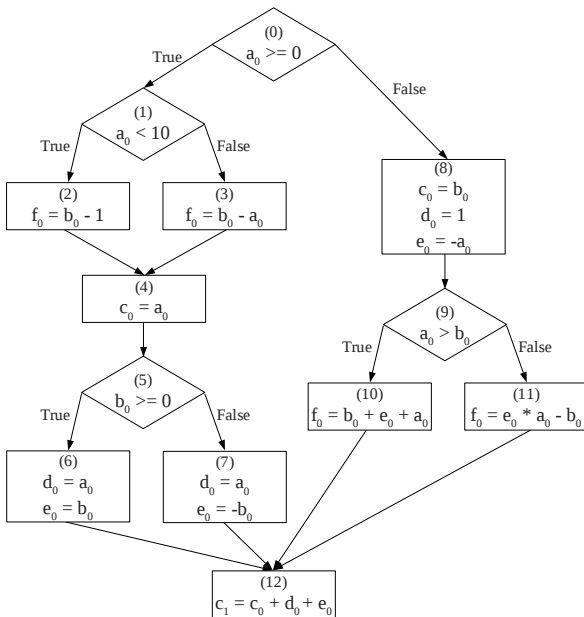 (0)
a₀ >= 0
True
False
(1)
a₀ < 10
True
False
(2)
f₀ = b₀ - 1
(3)
f₀ = b₀ - a₀
(4)
c₀ = a₀
(5)
b₀ >= 0
True
False
(6)
d₀ = a₀
e₀ = b₀
(7)
d₀ = a₀
e₀ = -b₀
(8)
c₀ = b₀
d₀ = 1
e₀ = -a₀
(9)
a₀ > b₀
True
False
(10)
f₀ = b₀ + e₀ + a₀
(11)
f₀ = e₀ * a₀ - b₀
(12)
c₁ = c₀ + d₀ + e₀